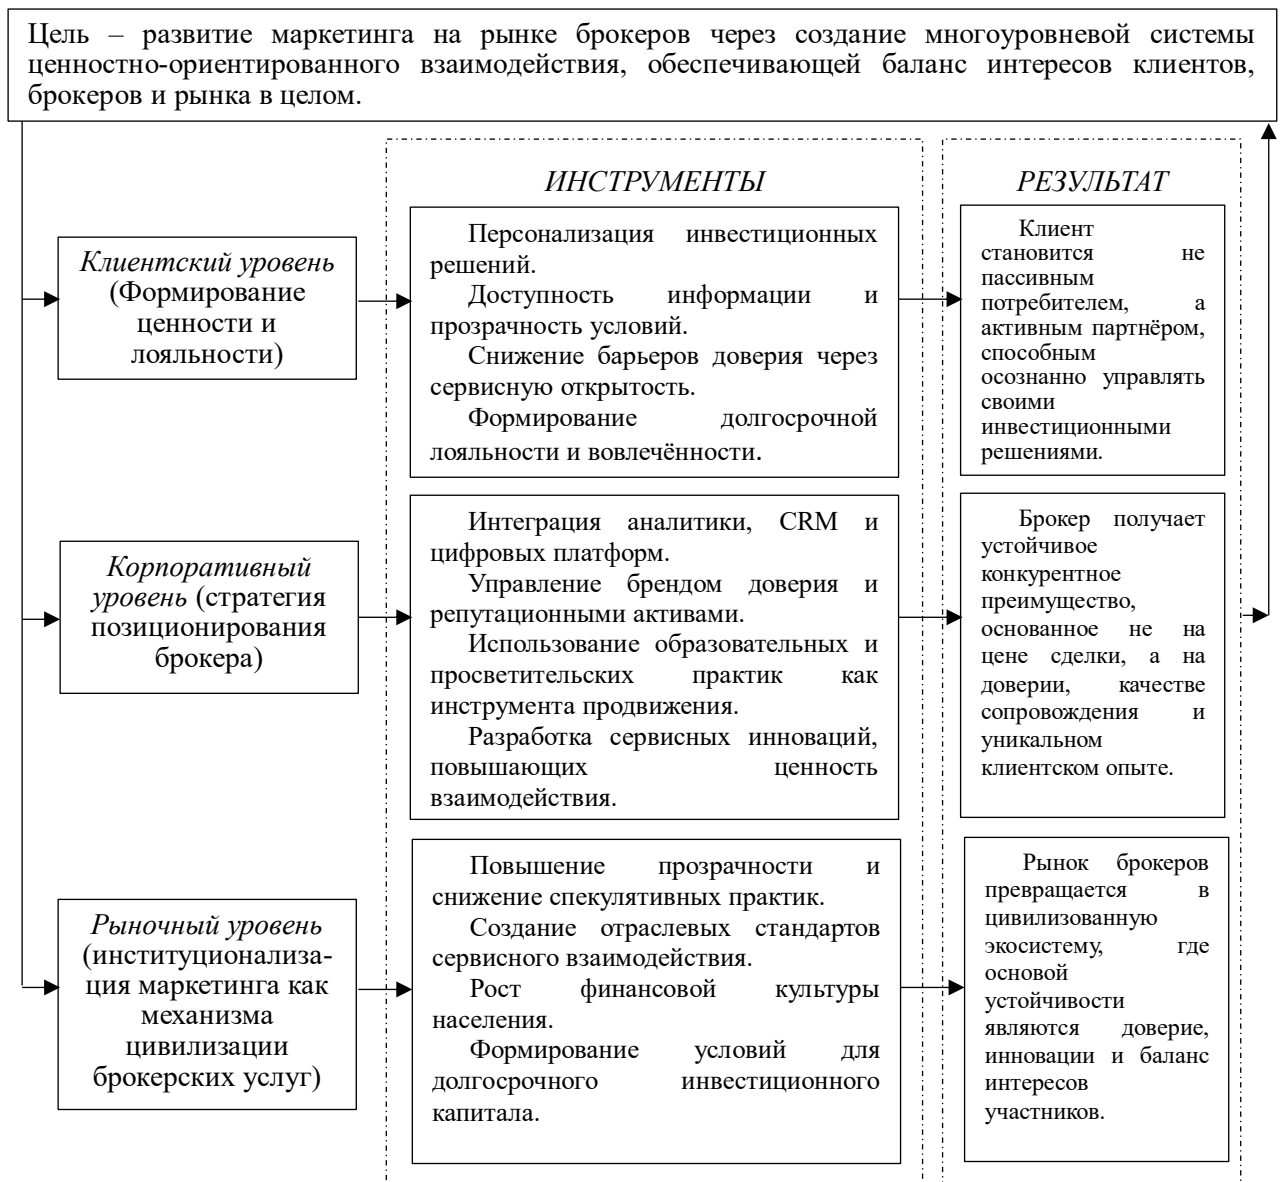 Цель – развитие маркетинга на рынке брокеров через создание многоуровневой системы
ценностно-ориентированного взаимодействия, обеспечивающей баланс интересов клиентов,
брокеров и рынка в целом.
ИНСТРУМЕНТЫ
РЕЗУЛЬТАТ
Клиентский уровень
(Формирование
ценности и
лояльности)
Персонализация инвестиционных
решений.
Доступность информации и
прозрачность условий.
Снижение барьеров доверия через
сервисную открытость.
Формирование долгосрочной
лояльности и вовлечённости.
Клиент
становится не
пассивным
потребителем, а
активным партнёром,
способным
осознанно управлять
своими
инвестиционными
решениями.
Корпоративный
уровень (стратегия
позиционирования
брокера)
Интеграция аналитики, CRM и
цифровых платформ.
Управление брендом доверия и
репутационными активами.
Использование образовательных и
просветительских практик как
инструмента продвижения.
Разработка сервисных инноваций,
повышающих ценность
взаимодействия.
Брокер получает
устойчивое
конкурентное
преимущество,
основанное не на
цене сделки, а на
доверии, качестве
сопровождения и
уникальном
клиентском опыте.
Рыночный уровень
(институционализа-
ция маркетинга как
механизма
цивилизации
брокерских услуг)
Повышение прозрачности и
снижение спекулятивных практик.
Создание отраслевых стандартов
сервисного взаимодействия.
Рост финансовой культуры
населения.
Формирование условий для
долгосрочного инвестиционного
капитала.
Рынок брокеров
превращается в
цивилизованную
экосистему, где
основой
устойчивости
являются доверие,
инновации и баланс
интересов
участников.